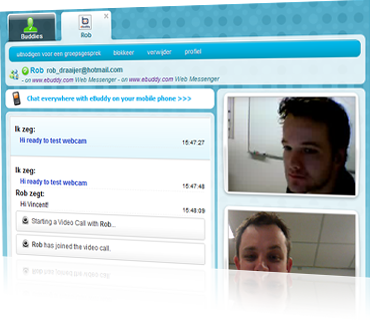 Buddies
Rob
uitnodigen voor een groepsgesprek blokkeer verwijder profiel
Rob rob_draaijer@hotmail.com
- on www.ebuddy.com Web Messenger - on www.ebuddy.com Web Messenger
Chat everywhere with eBuddy on your mobile phone >>>
Ik zeg:
Hi ready to test webcam 15:47:27
Ik zeg:
Hi ready to test webcam 15:47:48
Rob zegt:
Hi Vincent! 15:48:09
Starting a Video Call with Rob...
Rob has joined the video call.